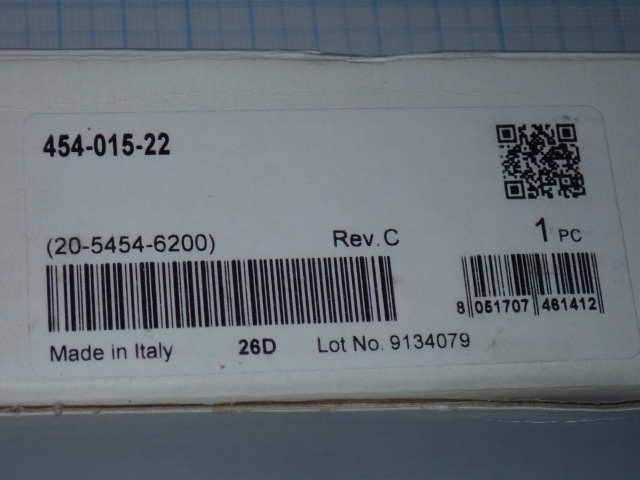 454-015-22
1 PC
(20-5454-6200) Rev. C
8 051707 461412
Made in Italy 26D Lot No. 9134079